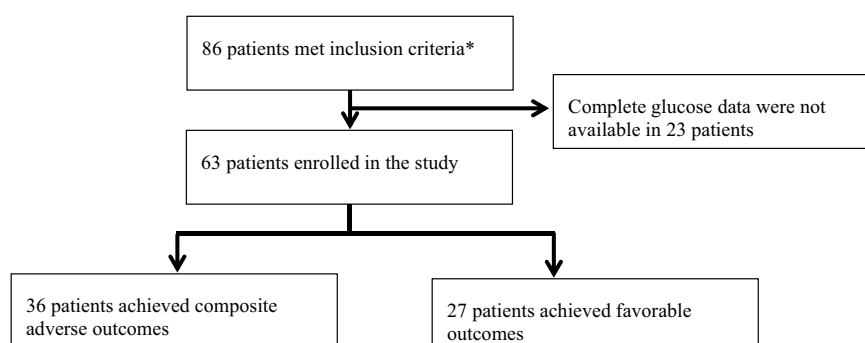 86 patients met inclusion criteria*
Complete glucose data were not
available in 23 patients
63 patients enrolled in the study
36 patients achieved composite
adverse outcomes
27 patients achieved favorable
outcomes